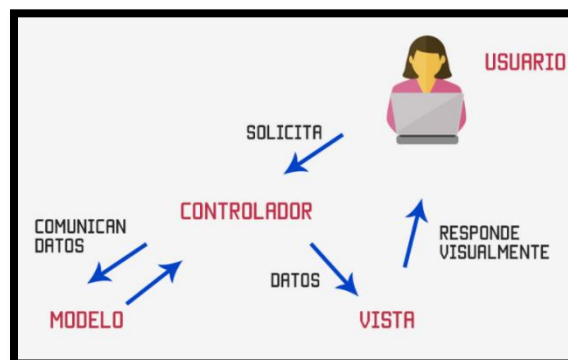 USUARIO
SOLICITA
CONTROLADOR
COMUNICAN
DATOS
RESPONDE
VISUALMENTE
DATOS
MODELO
VISTA